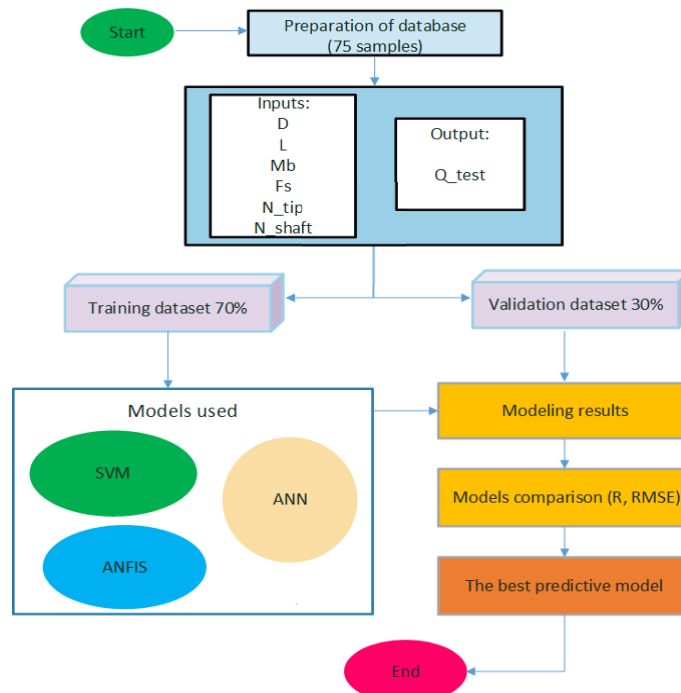 Start
Preparation of database
(75 samples)
Inputs:
D
L
Mb
Fs
N_tip
N_shaft
Output:
Q_test
Training dataset 70%
Validation dataset 30%
Models used
SVM
ANN
ANFIS
Modeling results
Models comparison (R, RMSE)
The best predictive model
End